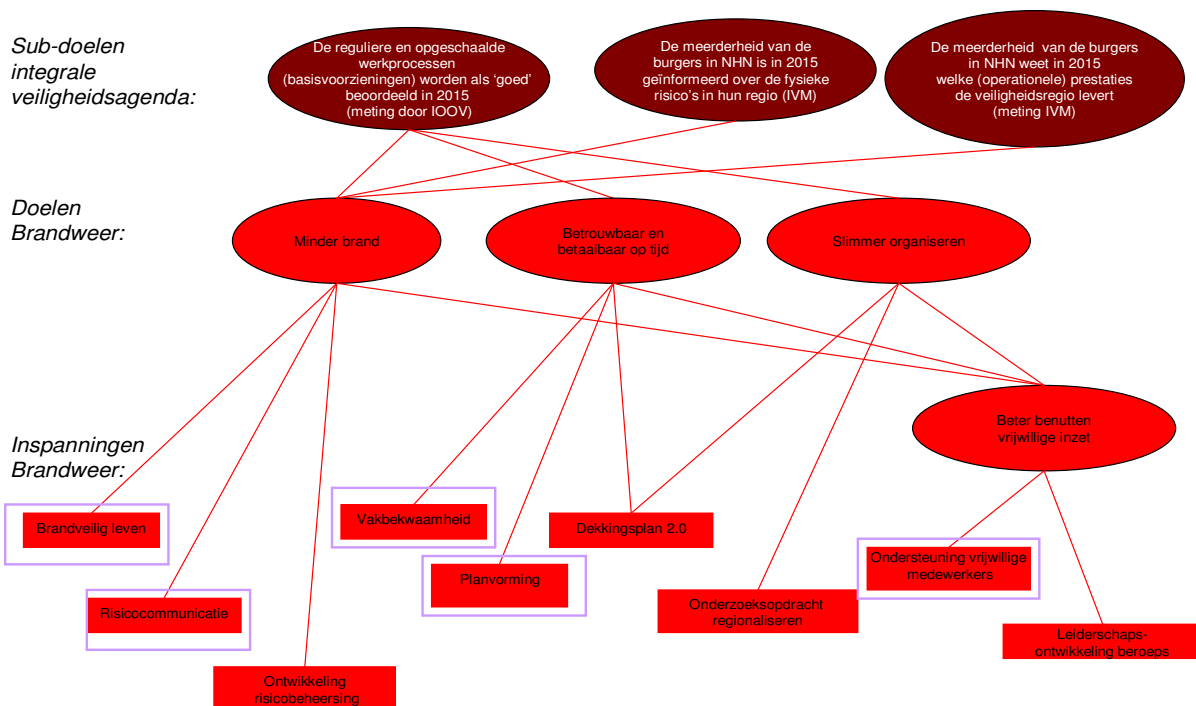 Sub-doelen
integrale
veiligheidsagenda:
De reguliere en opgeschaalde
werkprocessen
(basisvoorzieningen) worden als ‘goed’
beoordeeld in 2015
(meting door IOOV)
De meerderheid van de
burgers in NHN is in 2015
geïnformeerd over de fysieke
risico’s in hun regio (IVM)
De meerderheid van de burgers
in NHN weet in 2015
welke (operationele) prestaties
de veiligheidsregio levert
(meting IVM)
Doelen
Brandweer:
Minder brand
Betrouwbaar en
betaalbaar op tijd
Slimmer organiseren
Beter benutten
vrijwillige inzet
Inspanningen
Brandweer:
Brandveilig leven
Vakbekwaamheid
Dekkingsplan 2.0
Ondersteuning vrijwillige
medewerkers
Planvorming
Risicocommunicatie
Onderzoeksopdracht
regionaliseren
Leiderschaps-
ontwikkeling beroeps
Ontwikkeling
risicobeheersing